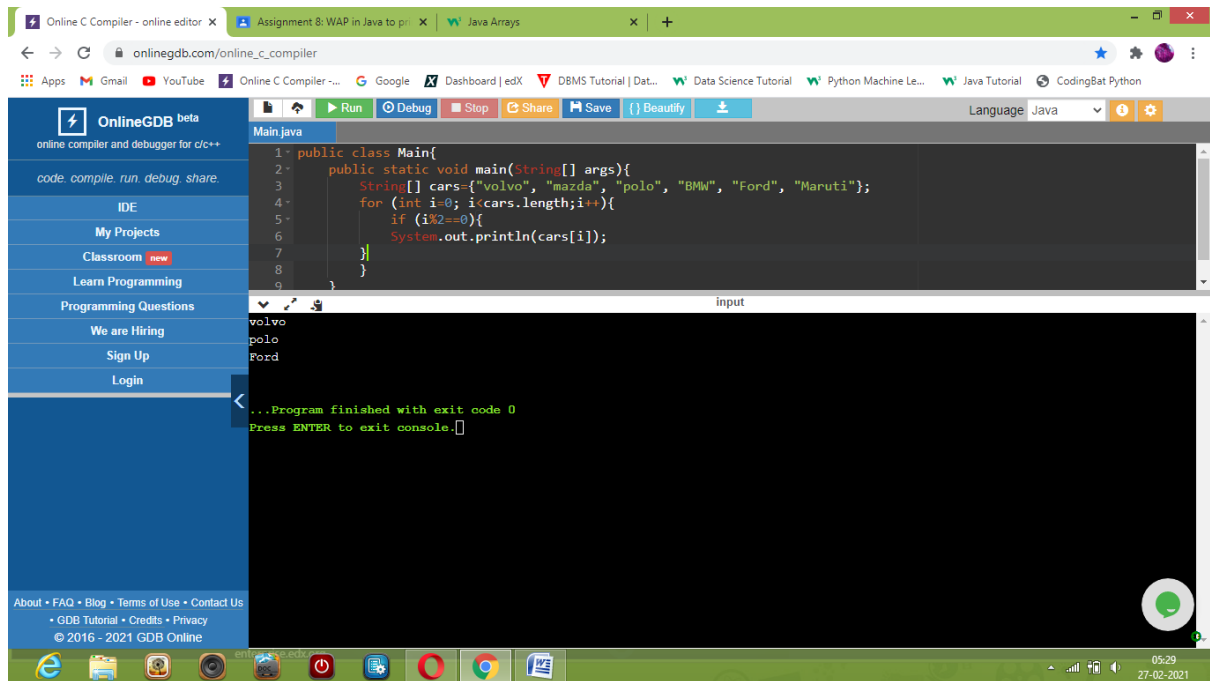 Online C Compiler - online editor
Assignment 8: WAP in Java to pri
Java Arrays
onlinegdb.com/online_c_compiler
Apps Gmail YouTube Online C Compiler -... Google Dashboard | edX DBMS Tutorial | Dat... Data Science Tutorial Python Machine Le... Java Tutorial CodingBat Python
OnlineGDB beta
online compiler and debugger for c/c++
code. compile. run. debug. share.
IDE
My Projects
Classroom new
Learn Programming
Programming Questions
We are Hiring
Sign Up
Login
About • FAQ • Blog • Terms of Use • Contact Us
• GDB Tutorial • Credits • Privacy
© 2016 - 2021 GDB Online
Run Debug Stop Share Save { } Beautify
Language Java
Main.java
1 public class Main{
2 public static void main(String[] args){
3 String[] cars={"volvo", "mazda", "polo", "BMW", "Ford", "Maruti"};
4 for (int i=0; i<cars.length;i++){
5 if (i%2==0){
6 System.out.println(cars[i]);
7 }
8 }
9 }
input
volvo
polo
Ford
...Program finished with exit code 0
Press ENTER to exit console.
05:29
27-02-2021